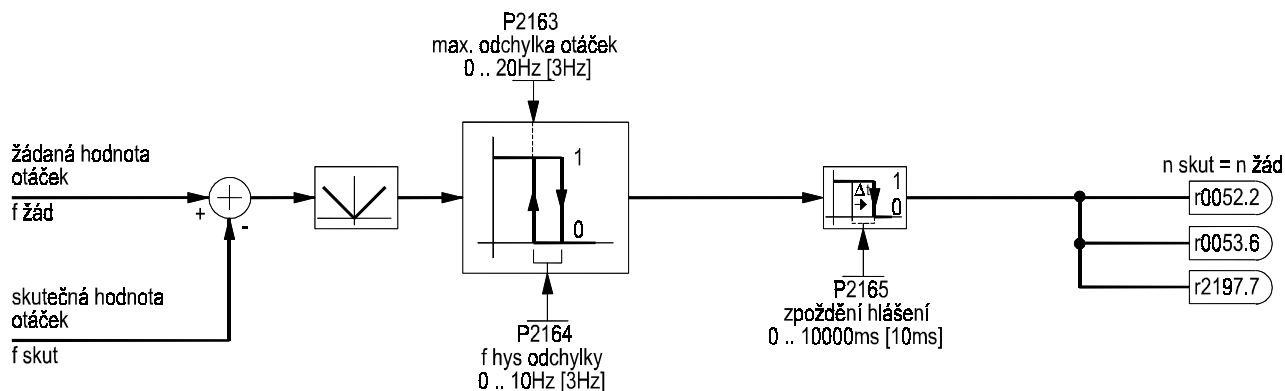 P2163
max. odchylka otáček
0 .. 20Hz [3Hz]
žádaná hodnota
otáček
f žád
+
-
skutečná hodnota
otáček
f skut
1
0
P2164
f hys odchylky
0 .. 10Hz [3Hz]
Δt
1
0
P2165
zpoždění hlášení
0 .. 10000ms [10ms]
n skut = n žád
r0052.2
r0053.6
r2197.7